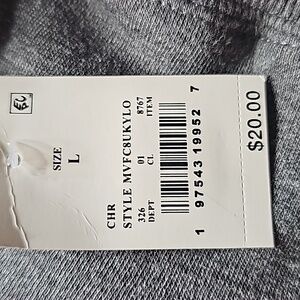 EC
SIZE
L
CHR
STYLE MVFC8UKYLO
326 01 8767
DEPT CL ITEM
1 97543 19952 7
$20.00